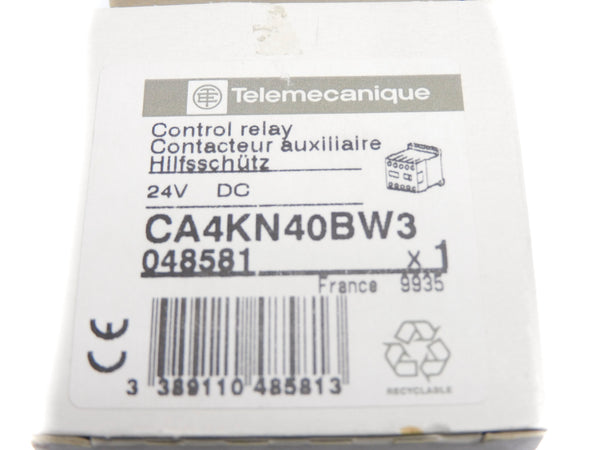 Telemecanique
Control relay
Contacteur auxiliaire
Hilfsschütz
24V DC
CA4KN40BW3
048581 x 1
France 9935
CE
3 389110 485813
RECYCLABLE